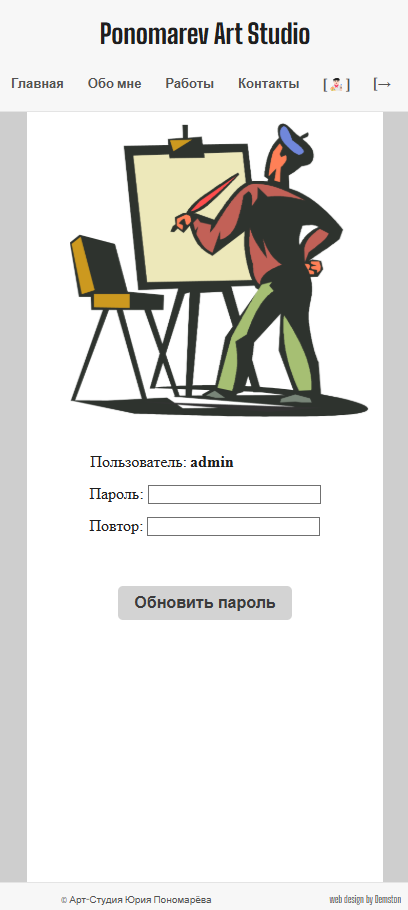 Ponomarev Art Studio
Главная Обо мне Работы Контакты [ ] [→
Пользователь: admin
Пароль:
Повтор:
Обновить пароль
© Арт-Студия Юрия Пономарёва web design by Demston